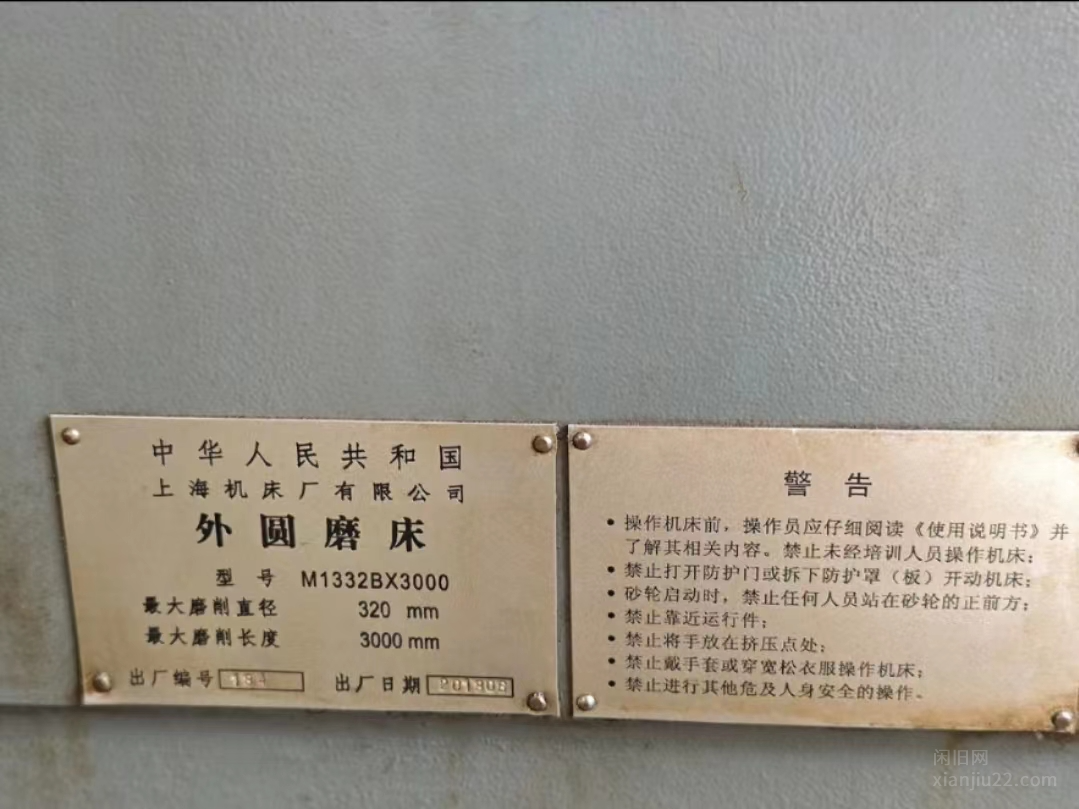 中华人民共和国
上海机床厂有限公司
外圆磨床
型号 M1332BX3000
最大磨削直径 320 mm
最大磨削长度 3000 mm
出厂编号
出厂日期 201808
警告
• 操作机床前，操作员应仔细阅读《使用说明书》并
了解其相关内容。禁止未经培训人员操作机床；
• 禁止打开防护门或拆下防护罩（板）开动机床；
• 砂轮启动时，禁止任何人员站在砂轮的正前方；
• 禁止靠近运行件；
• 禁止将手放在挤压点处；
• 禁止戴手套或穿宽松衣服操作机床；
• 禁止进行其他危及人身安全的操作。
闲旧网
xianjiu22.com